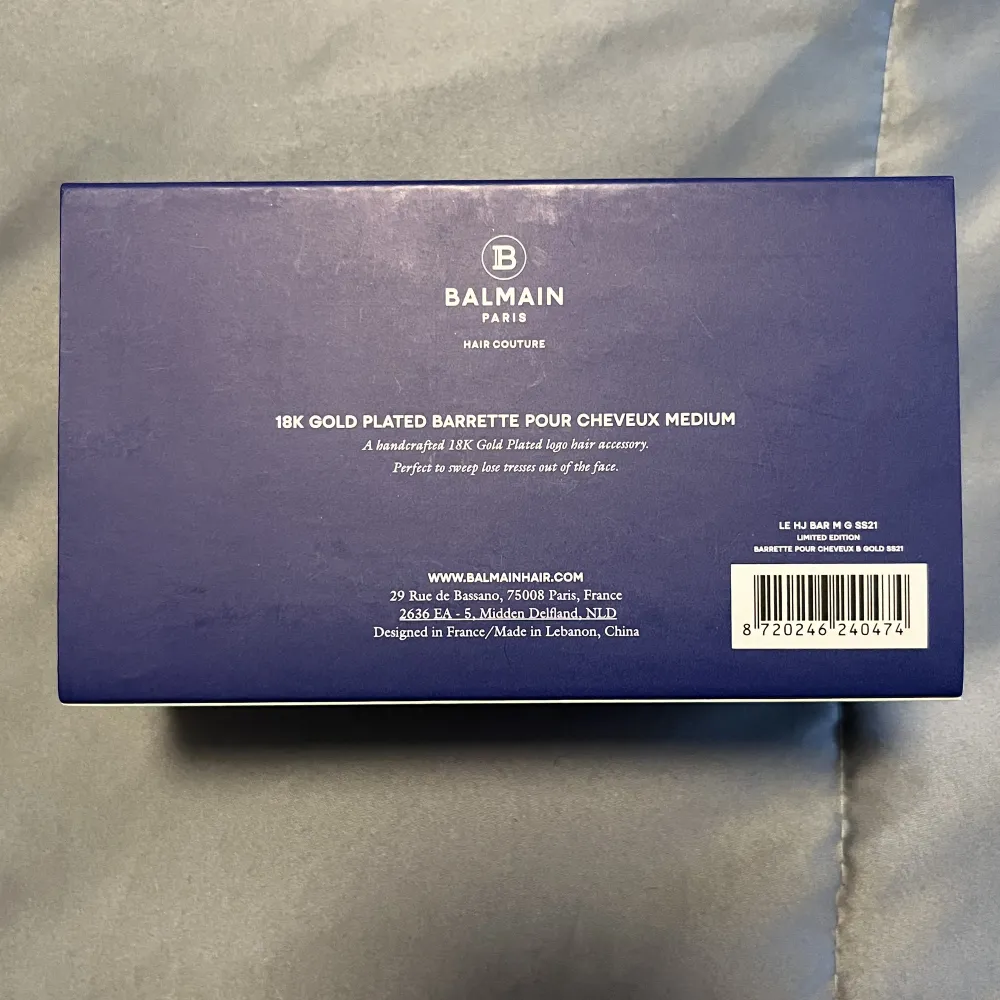 B
BALMAIN
PARIS
HAIR COUTURE
18K GOLD PLATED BARRETTE POUR CHEVEUX MEDIUM
A handcrafted 18K Gold Plated logo hair accessory.
Perfect to sweep lose tresses out of the face.
LE HJ BAR M G SS21
LIMITED EDITION
BARRETTE POUR CHEVEUX B GOLD SS21
WWW.BALMAINHAIR.COM
29 Rue de Bassano, 75008 Paris, France
2636 EA - 5, Midden Delfland, NLD
Designed in France/Made in Lebanon, China
8 720246 240474